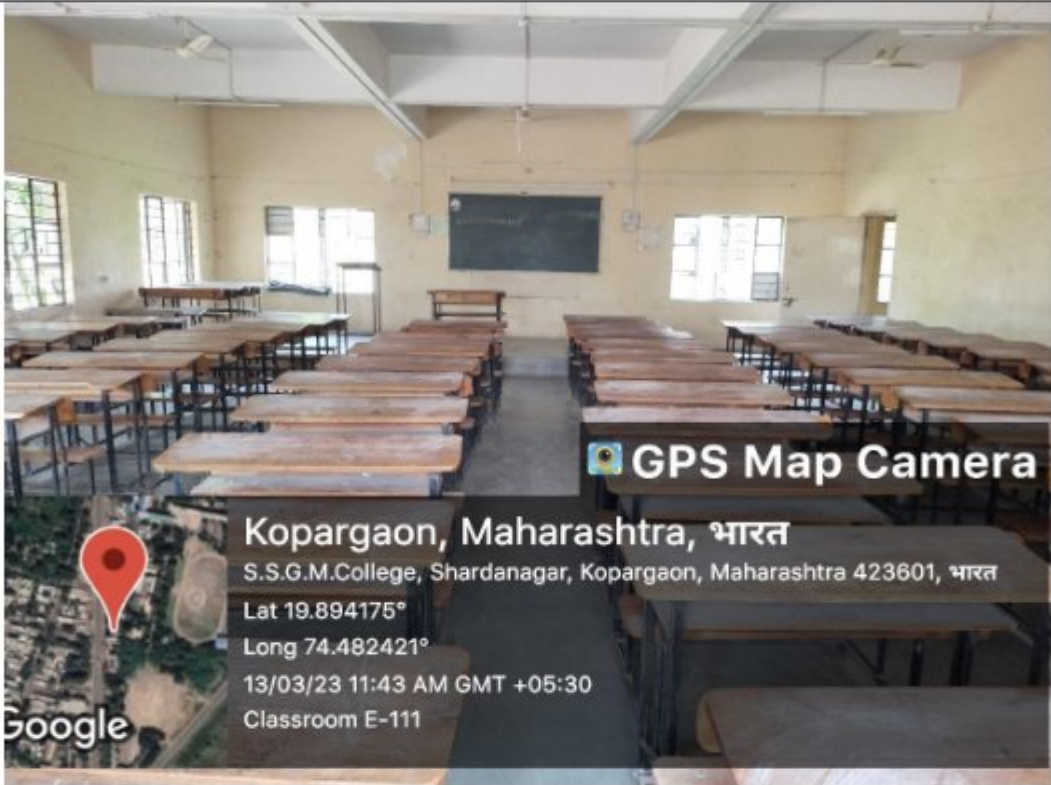 GPS Map Camera
Kopargaon, Maharashtra, भारत
S.S.G.M.College, Shardanagar, Kopargaon, Maharashtra 423601, भारत
Lat 19.894175°
Long 74.482421°
13/03/23 11:43 AM GMT +05:30
Classroom E-111
Google